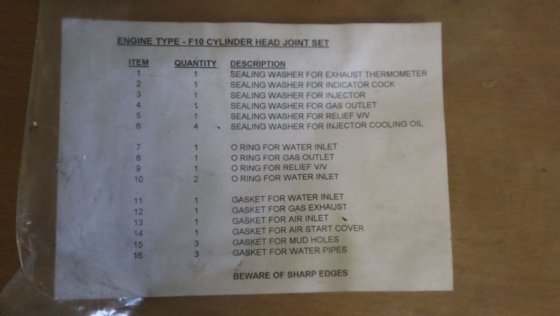 ENGINE TYPE - F10 CYLINDER HEAD JOINT SET
ITEM QUANTITY DESCRIPTION
1 1 SEALING WASHER FOR EXHAUST THERMOMETER
2 1 SEALING WASHER FOR INDICATOR COCK
3 1 SEALING WASHER FOR INJECTOR
4 1 SEALING WASHER FOR GAS OUTLET
5 1 SEALING WASHER FOR RELIEF V/V
6 4 SEALING WASHER FOR INJECTOR COOLING OIL
7 1 O RING FOR WATER INLET
8 1 O RING FOR GAS OUTLET
9 1 O RING FOR RELIEF V/V
10 2 O RING FOR WATER INLET
11 1 GASKET FOR WATER INLET
12 1 GASKET FOR GAS EXHAUST
13 1 GASKET FOR AIR INLET
14 1 GASKET FOR AIR START COVER
15 3 GASKET FOR MUD HOLES
16 3 GASKET FOR WATER PIPES
BEWARE OF SHARP EDGES